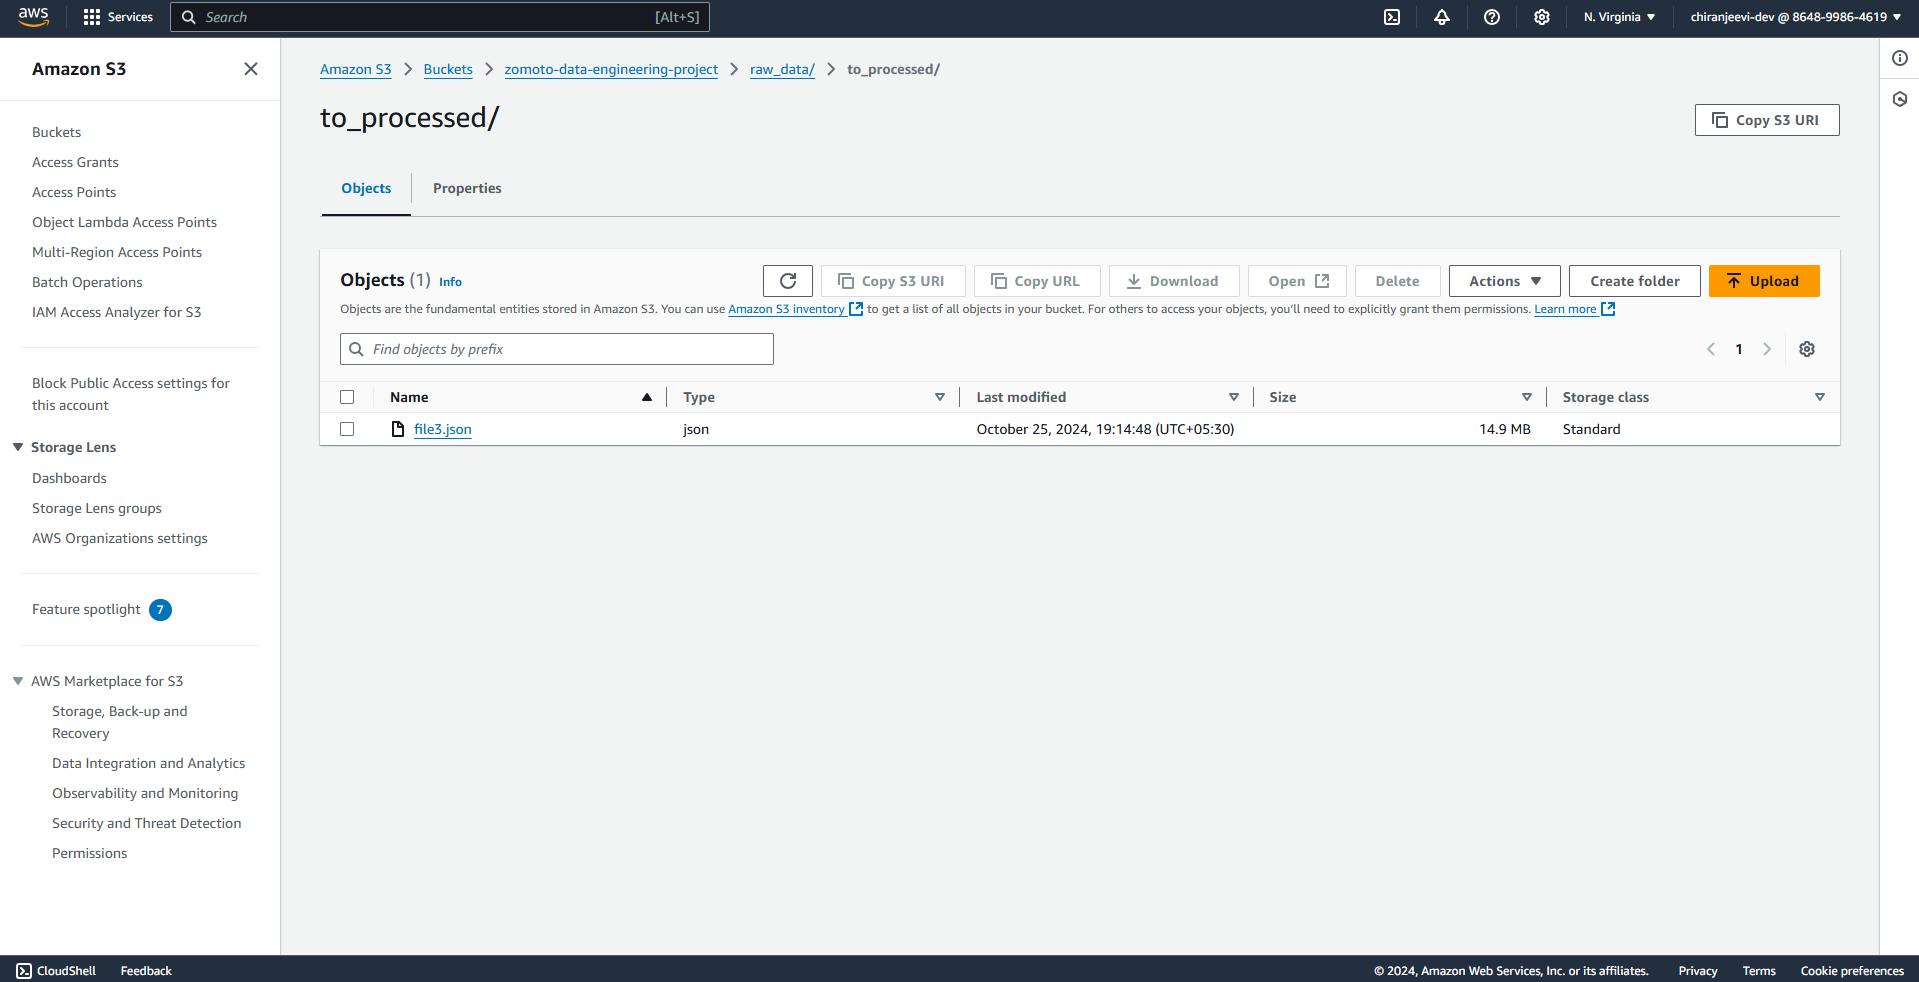 aws
Services
Search [Alt+S]
N. Virginia
chiranjeevi-dev @ 8648-9986-4619
Amazon S3
Buckets
Access Grants
Access Points
Object Lambda Access Points
Multi-Region Access Points
Batch Operations
IAM Access Analyzer for S3
Block Public Access settings for
this account
Storage Lens
Dashboards
Storage Lens groups
AWS Organizations settings
Feature spotlight 7
AWS Marketplace for S3
Storage, Back-up and
Recovery
Data Integration and Analytics
Observability and Monitoring
Security and Threat Detection
Permissions
Amazon S3 > Buckets > zomoto-data-engineering-project > raw_data/ > to_processed/
to_processed/
Copy S3 URI
Objects Properties
Objects (1) Info
Copy S3 URI Copy URL Download Open Delete Actions Create folder Upload
Objects are the fundamental entities stored in Amazon S3. You can use Amazon S3 inventory to get a list of all objects in your bucket. For others to access your objects, you'll need to explicitly grant them permissions. Learn more
Find objects by prefix
1
Name Type Last modified Size Storage class
file3.json json October 25, 2024, 19:14:48 (UTC+05:30) 14.9 MB Standard
CloudShell Feedback
© 2024, Amazon Web Services, Inc. or its affiliates. Privacy Terms Cookie preferences